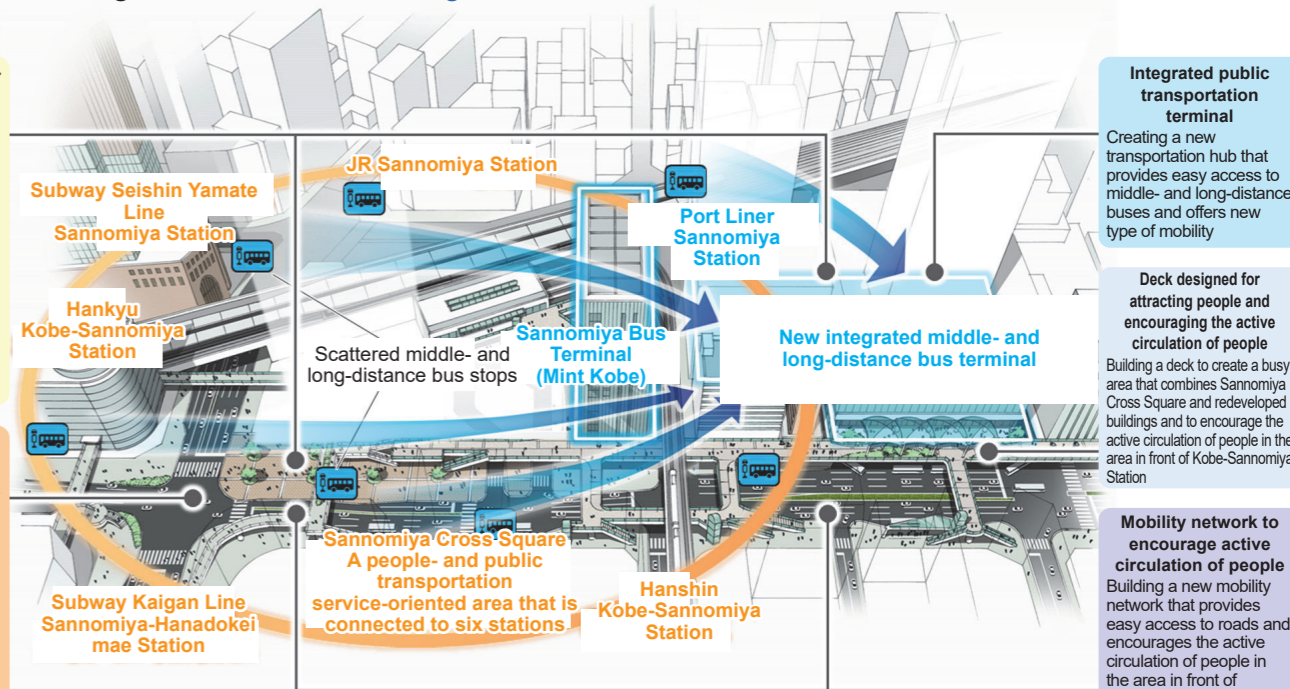 JR Sannomiya Station
Subway Seishin Yamate
Line
Sannomiya Station
Port Liner
Sannomiya
Station
Hankyu
Kobe-Sannomiya
Station
Scattered middle- and
long-distance bus stops
Sannomiya Bus
Terminal
(Mint Kobe)
New integrated middle- and
long-distance bus terminal
Sannomiya Cross Square
A people- and public
transportation
service-oriented area that is
connected to six stations
Subway Kaigan Line
Sannomiya-Hanadokei
mae Station
Hanshin
Kobe-Sannomiya
Station
Integrated public
transportation
terminal
Creating a new
transportation hub that
provides easy access to
middle- and long-distance
buses and offers new
type of mobility
Deck designed for
attracting people and
encouraging the active
circulation of people
Building a deck to create a busy
area that combines Sannomiya
Cross Square and redeveloped
buildings and to encourage the
active circulation of people in the
area in front of Kobe-Sannomiya
Station
Mobility network to
encourage active
circulation of people
Building a new mobility
network that provides
easy access to roads and
encourages the active
circulation of people in
the area in front of